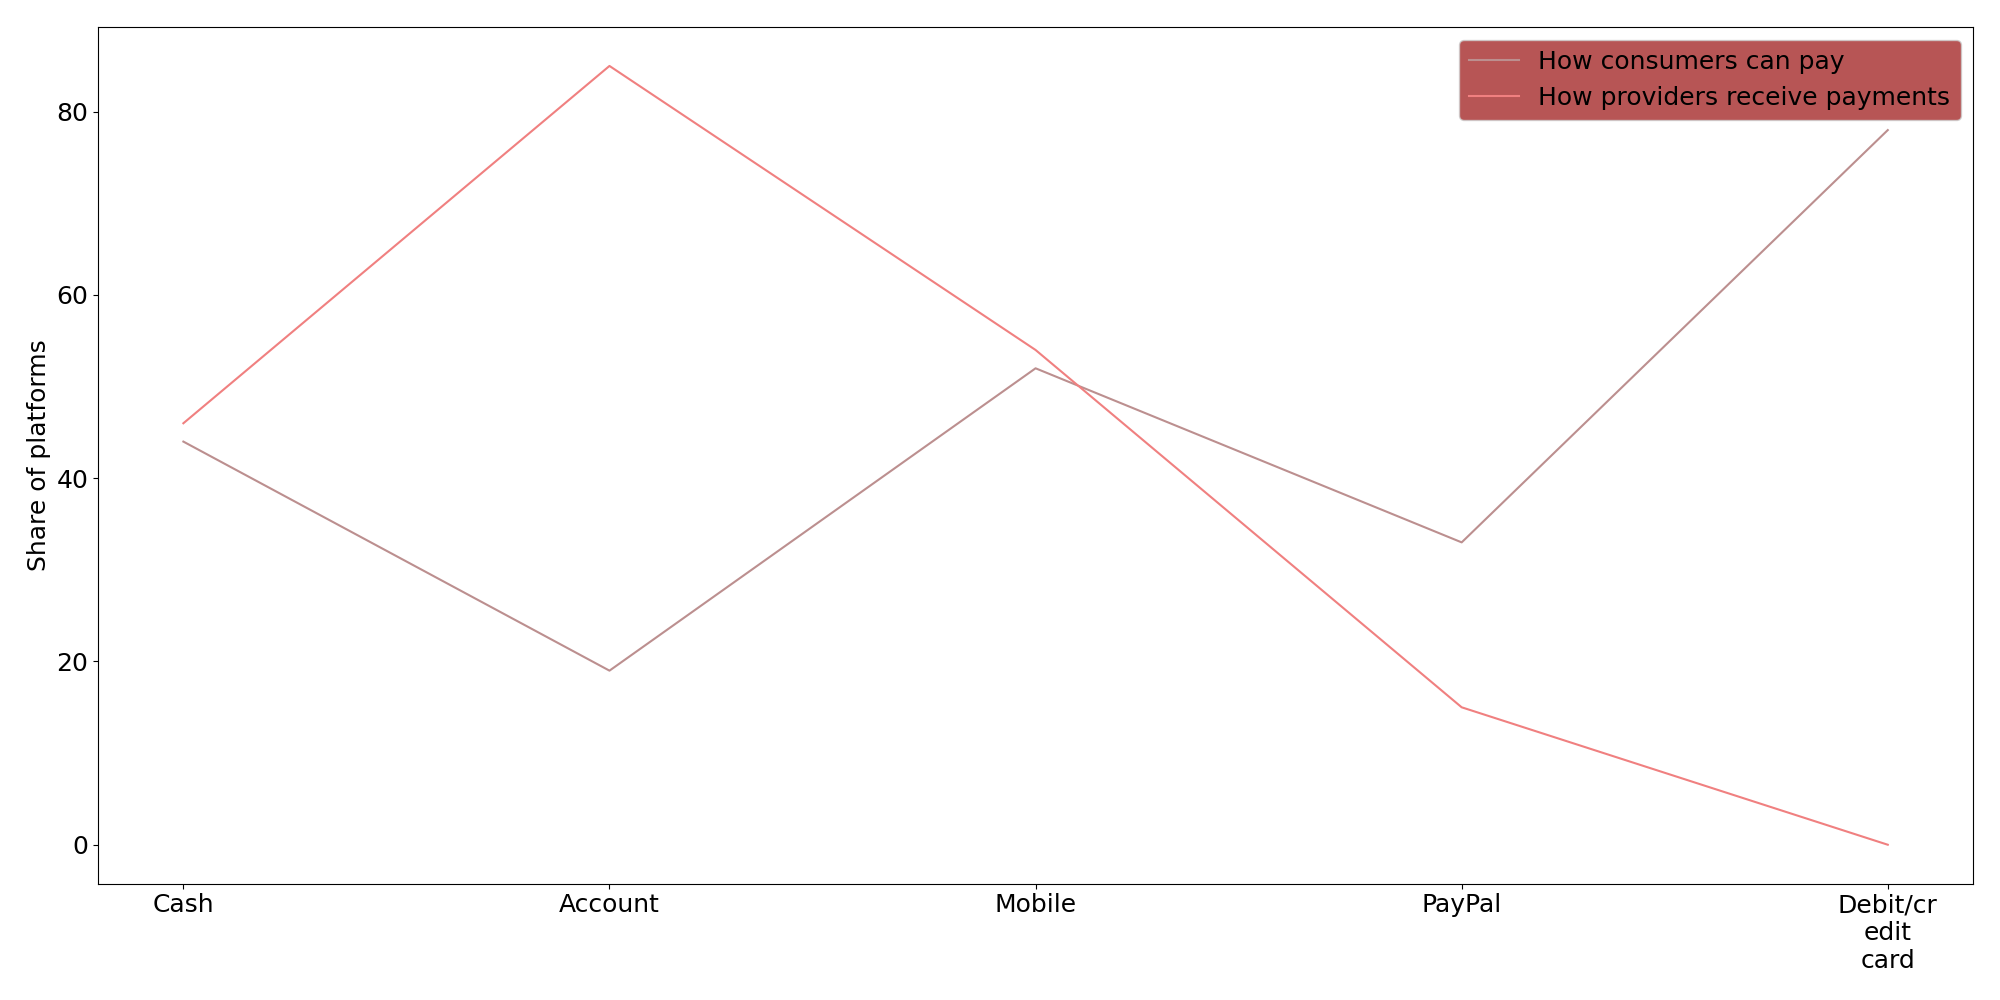 How consumers can pay
How providers receive payments
Share of platforms
80
60
40
20
0
Cash
Account
Mobile
PayPal
Debit/cr
edit
card